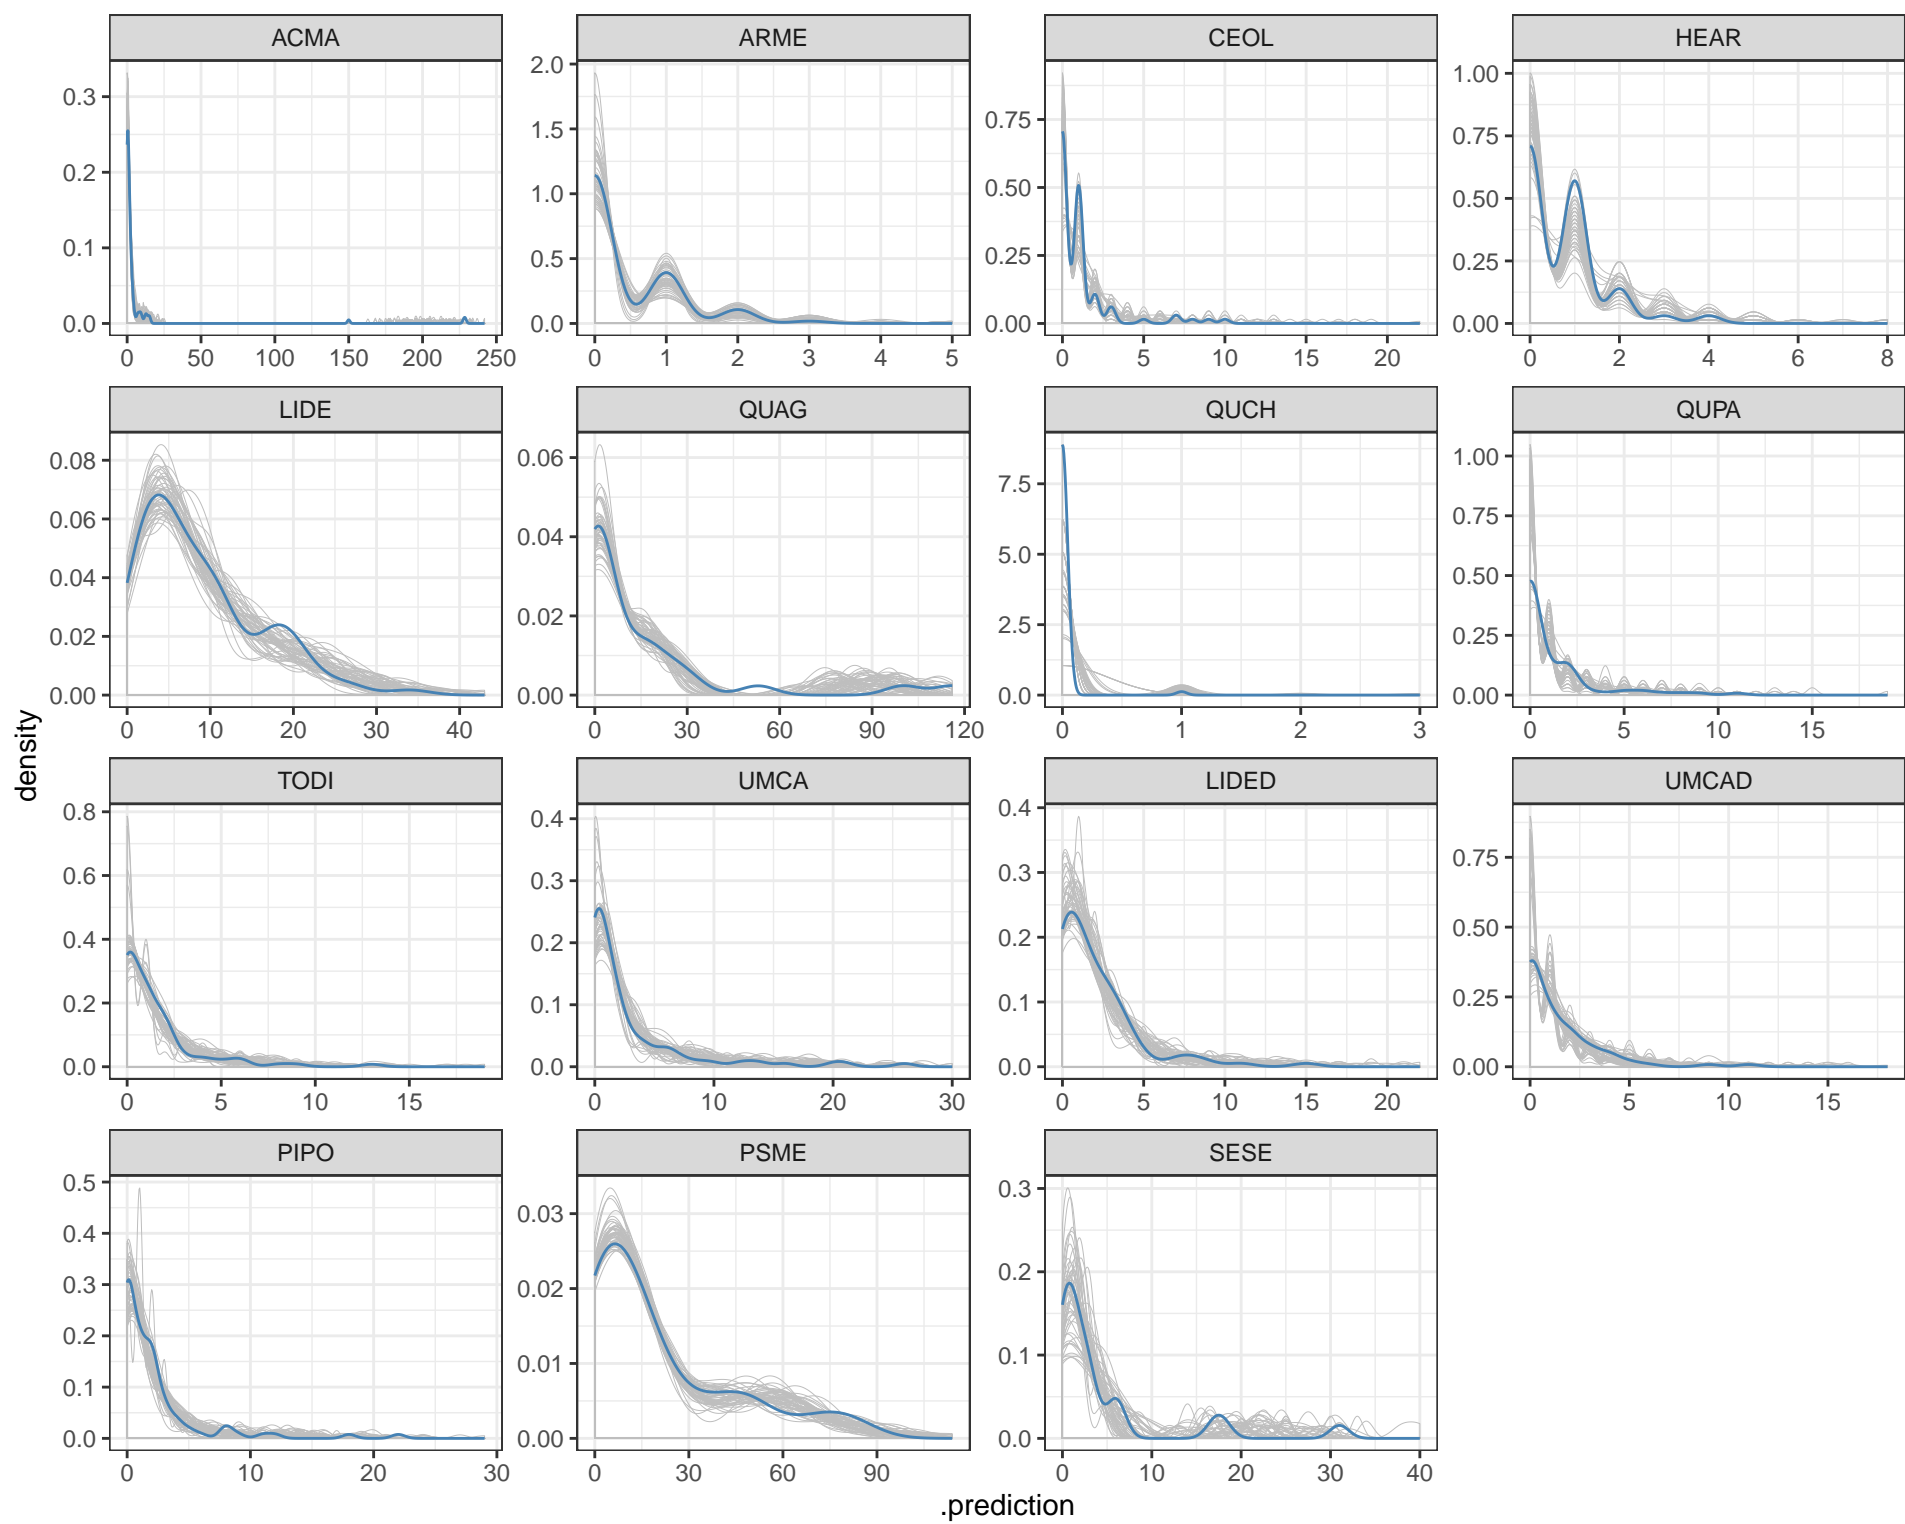 ACMA ARME CEOL HEAR
0.3 0.2 0.1 0.0
0 50 100 150 200 250
2.0 1.5 1.0 0.5 0.0
0 1 2 3 4 5
0.75 0.50 0.25 0.00
0 5 10 15 20
1.00 0.75 0.50 0.25 0.00
0 2 4 6 8
LIDE QUAG QUCH QUPA
0.08 0.06 0.04 0.02 0.00
0 10 20 30 40
0.06 0.04 0.02 0.00
0 30 60 90 120
7.5 5.0 2.5 0.0
0 1 2 3
1.00 0.75 0.50 0.25 0.00
0 5 10 15
density
TODI UMCA LIDED UMCAD
0.8 0.6 0.4 0.2 0.0
0 5 10 15
0.4 0.3 0.2 0.1 0.0
0 10 20 30
0.4 0.3 0.2 0.1 0.0
0 5 10 15 20
0.75 0.50 0.25 0.00
0 5 10 15
PIPO PSME SESE
0.5 0.4 0.3 0.2 0.1 0.0
0 10 20 30
0.03 0.02 0.01 0.00
0 30 60 90
0.3 0.2 0.1 0.0
0 10 20 30 40
.prediction